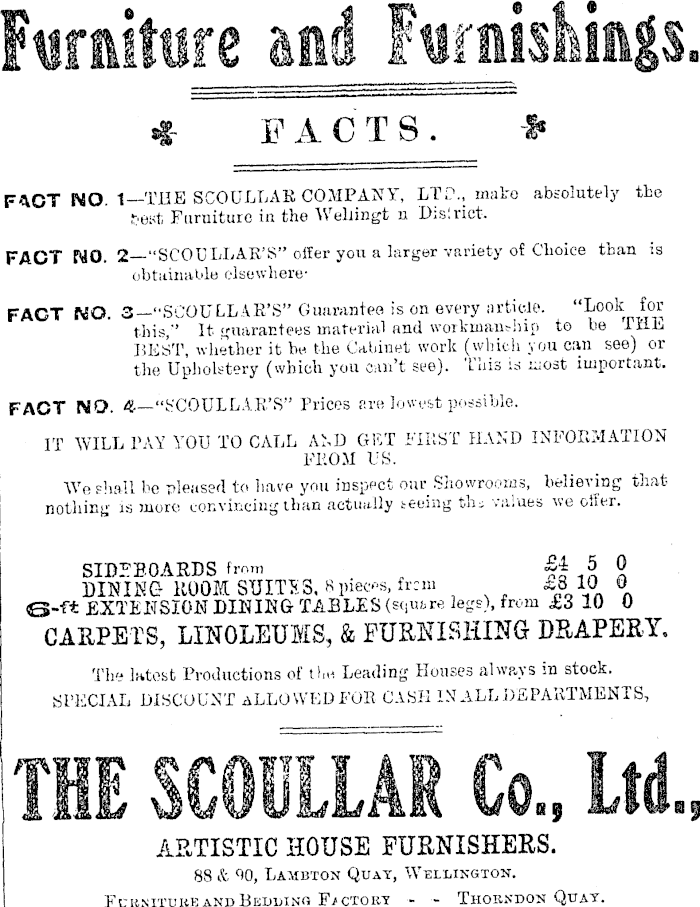 Furniture and Furnishings.
FACTS.
FACT NO. 1—THE SCOULLAR COMPANY, LTD., make absolutely the
best Furniture in the Wellingt n District.
FACT NO. 2—“SCOULLAR'S” offer you a larger variety of Choice than is
obtainable elsewhere·
FACT NO. 3—“SCOULLAR'S” Guarantee is on every article. “Look for
this,” It guarantees material and workmanship to be THE
BEST, whether it be the Cabinet work (which you can see) or
the Upholstery (which you can't see). This is most important.
FACT NO. 4—“SCOULLAR'S” Prices are lowest possible.
IT WILL PAY YOU TO CALL AND GET FIRST HAND INFORMATION
FROM US.
We shall be pleased to have you inspect our Showrooms, believing that
nothing is more convincing than actually seeing the values we offer.
SIDEBOARDS from £4 5 0
DINING ROOM SUITES, 8 pieces, from £8 10 0
6-ft EXTENSION DINING TABLES (square legs), from £3 10 0
CARPETS, LINOLEUMS, & FURNISHING DRAPERY.
The latest Productions of the Leading Houses always in stock.
SPECIAL DISCOUNT ALLOWED FOR CASH IN ALL DEPARTMENTS,
THE SCOULLAR Co., Ltd.,
ARTISTIC HOUSE FURNISHERS.
88 & 90, LAMBTON QUAY, WELLINGTON.
FURNITURE AND BEDDING FACTORY - - THORNDON QUAY.